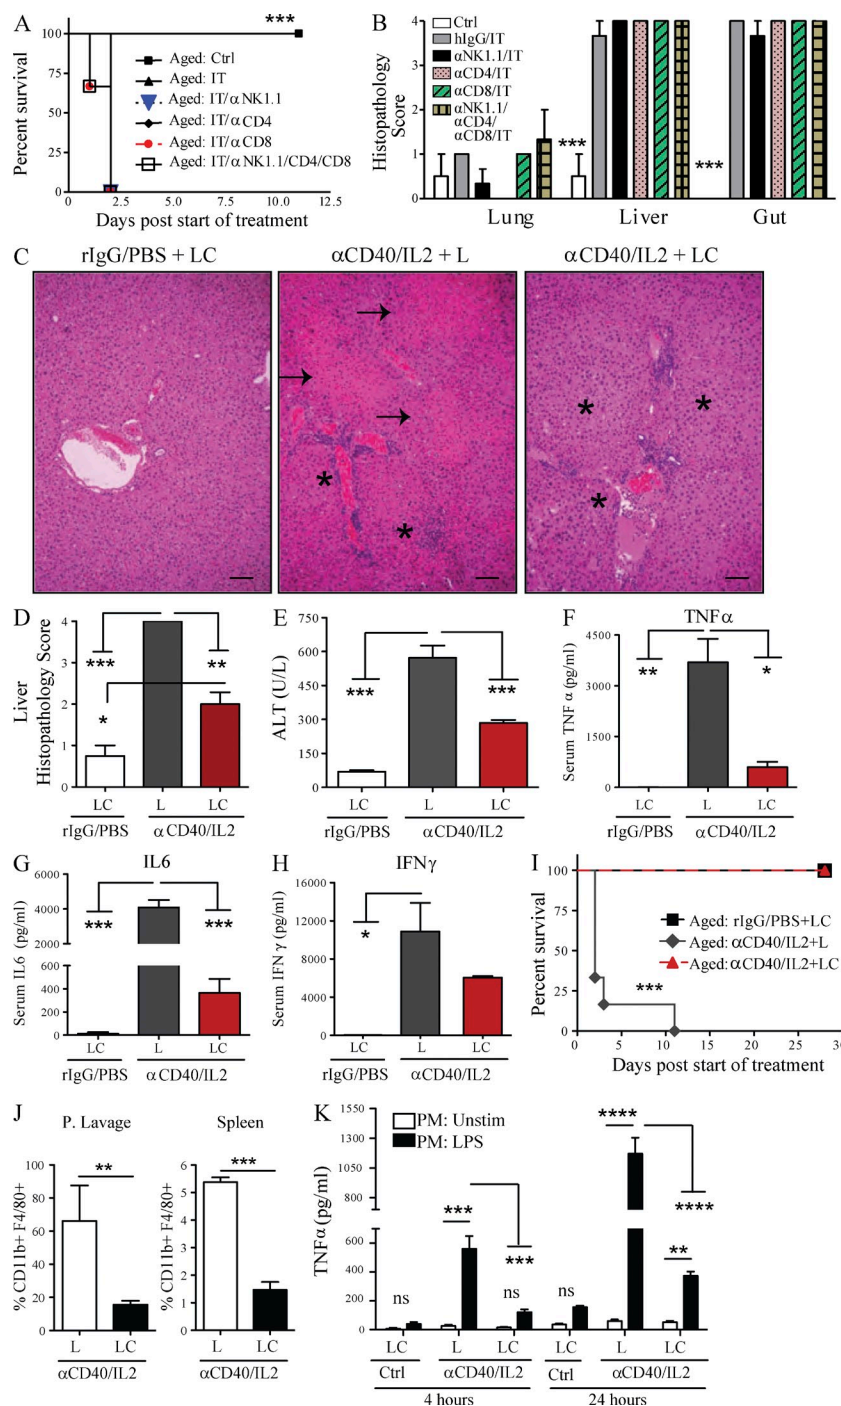 A
***
Percent survival
100
75
50
25
0
0
2.5
5.0
7.5
10.0
12.5
Days post start of treatment
Aged: Ctrl
Aged: IT
Aged: IT/αNK1.1
Aged: IT/αCD4
Aged: IT/αCD8
Aged: IT/αNK1.1/CD4/CD8
B
Histopathology
Score
4
3
2
1
0
Ctrl
hIgG/IT
αNK1.1/IT
αCD4/IT
αCD8/IT
αNK1.1/
αCD4/
αCD8/IT
***
***
Lung
Liver
Gut
C
rIgG/PBS + LC
αCD40/IL2 + L
αCD40/IL2 + LC
*
*
*
*
*
D
Liver
Histopathology Score
4
3
2
1
0
***
**
*
LC
L
LC
rIgG/PBS
αCD40/IL2
E
ALT (U/L)
750
600
450
300
150
0
***
***
LC
L
LC
rIgG/PBS
αCD40/IL2
F
TNFα
Serum TNF α (pg/ml)
4500
3000
1500
0
**
*
LC
L
LC
rIgG/PBS
αCD40/IL2
G
IL6
Serum IL6 (pg/ml)
6000
4000
2000
600
400
200
0
***
***
LC
L
LC
rIgG/PBS
αCD40/IL2
H
IFNγ
Serum IFN γ (pg/ml)
16000
12000
8000
4000
0
*
LC
L
LC
rIgG/PBS
αCD40/IL2
I
Percent survival
100
75
50
25
0
0
5
10
15
20
25
30
Days post start of treatment
Aged: rIgG/PBS+LC
Aged: αCD40/IL2+L
Aged: αCD40/IL2+LC
***
J
P. Lavage
% CD11b+ F4/80+
100
80
60
40
20
0
**
L
LC
αCD40/IL2
Spleen
% CD11b+ F4/80+
6
5
4
3
2
1
0
***
L
LC
αCD40/IL2
K
PM: Unstim
PM: LPS
TNFα (pg/ml)
1550
1300
1050
800
600
400
200
0
ns
***
***
ns
ns
****
****
**
LC
L
LC
LC
L
LC
Ctrl
αCD40/IL2
Ctrl
αCD40/IL2
4 hours
24 hours